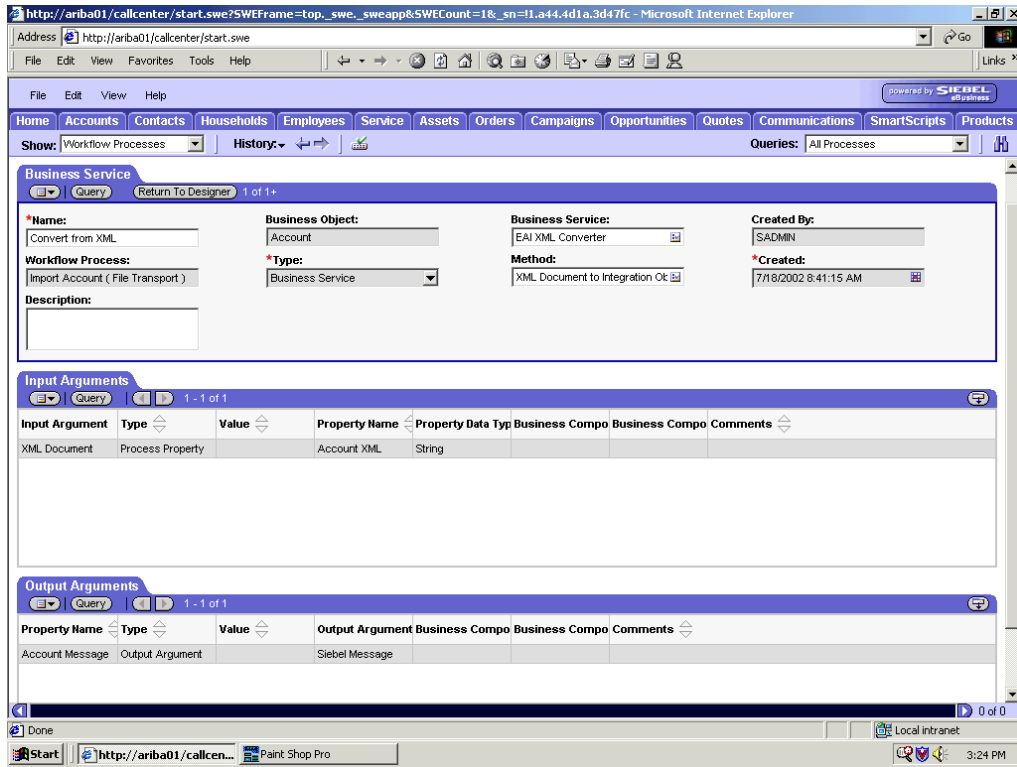 http://ariba01/callcenter/start.swe?SWEFrame=top._swe._sweapp&SWECount=1&_sn=!1.a44.4d1a.3d47fc - Microsoft Internet Explorer
Address http://ariba01/callcenter/start.swe Go
File Edit View Favorites Tools Help Links »
File Edit View Help powered by SIEBEL eBusiness
Home Accounts Contacts Households Employees Service Assets Orders Campaigns Opportunities Quotes Communications SmartScripts Products
Show: Workflow Processes History: Queries: All Processes
Business Service
Query Return To Designer 1 of 1+
*Name: Business Object: Business Service: Created By:
Convert from XML Account EAI XML Converter SADMIN
Workflow Process: *Type: Method: *Created:
Import Account ( File Transport ) Business Service XML Document to Integration Ob 7/18/2002 8:41:15 AM
Description:
Input Arguments
Query 1 - 1 of 1
Input Argument Type Value Property Name Property Data Typ Business Compo Business Compo Comments
XML Document Process Property Account XML String
Output Arguments
Query 1 - 1 of 1
Property Name Type Value Output Argument Business Compo Business Compo Comments
Account Message Output Argument Siebel Message
0 of 0
Done Local intranet
Start http://ariba01/callcen... Paint Shop Pro 3:24 PM